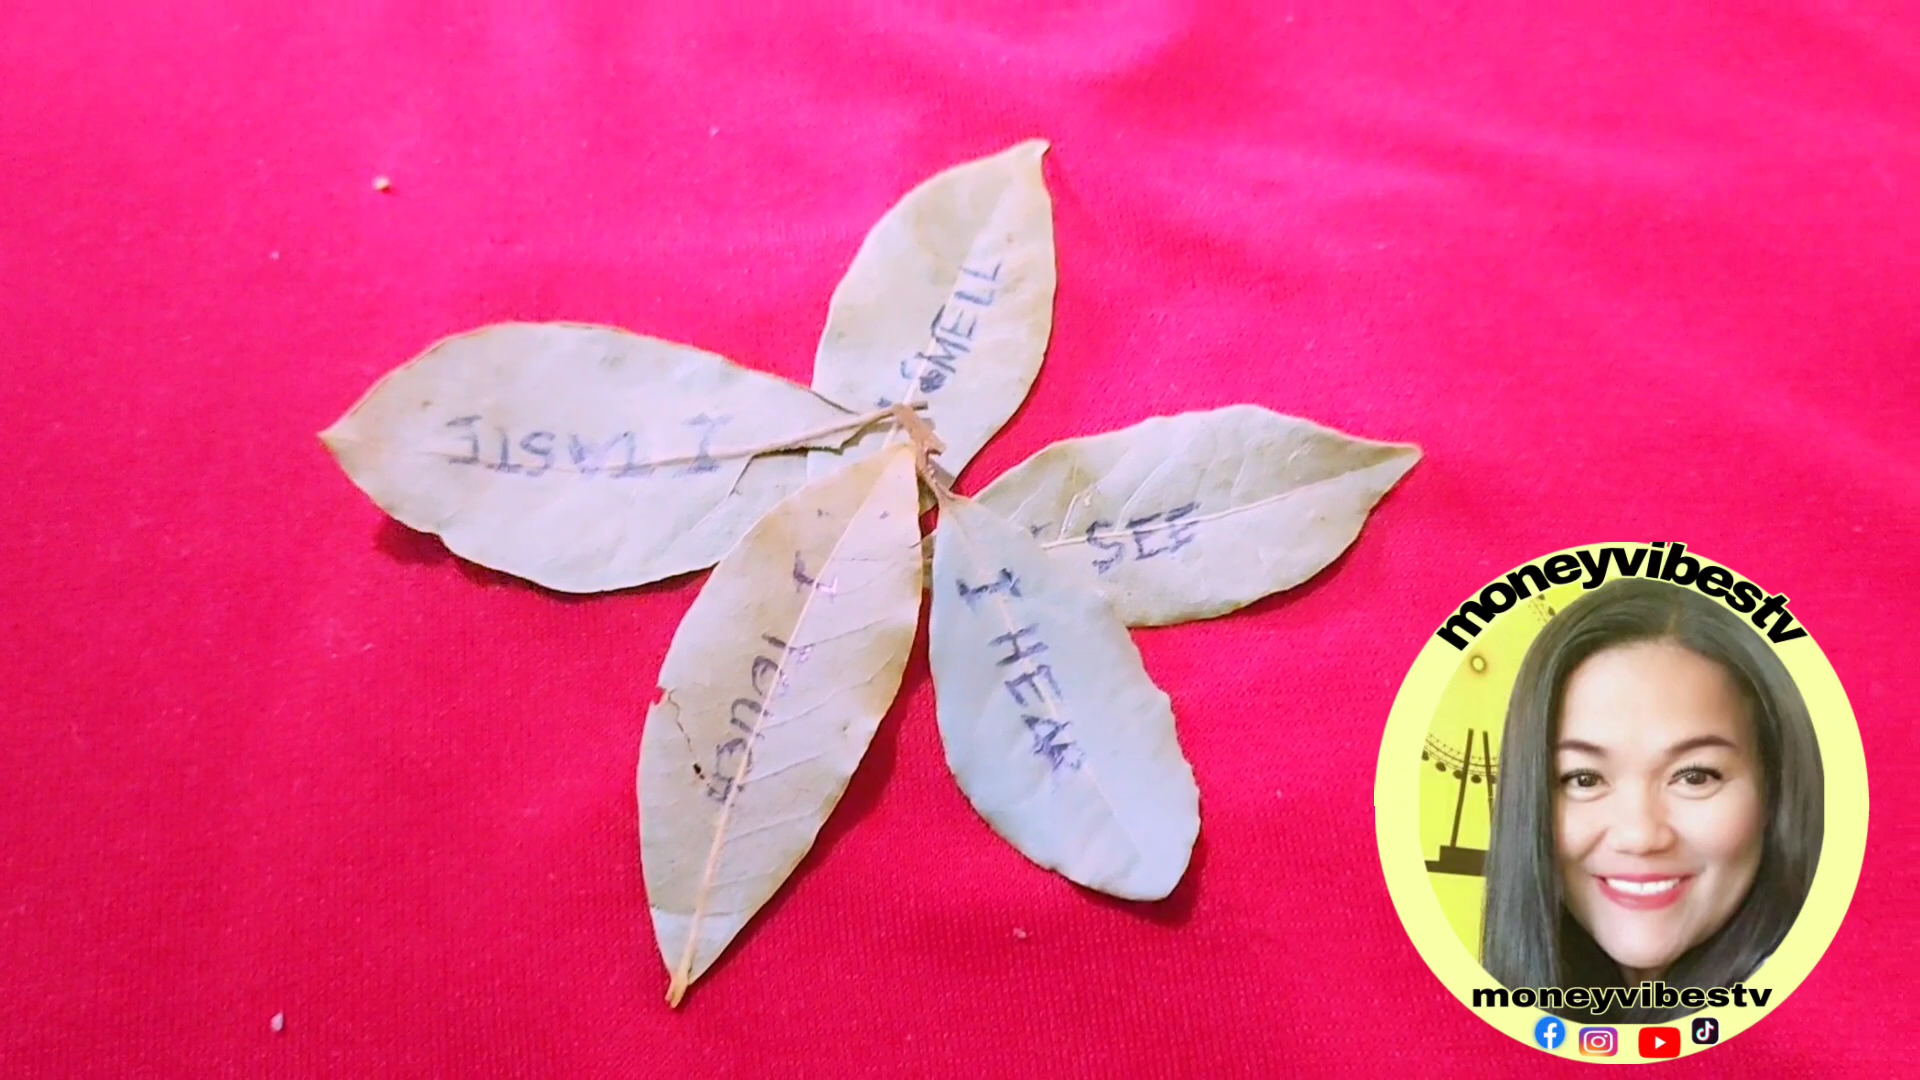 SMELL
I TASTE
SEE
I HEAR
I TOUCH
moneyvibestv
moneyvibestv